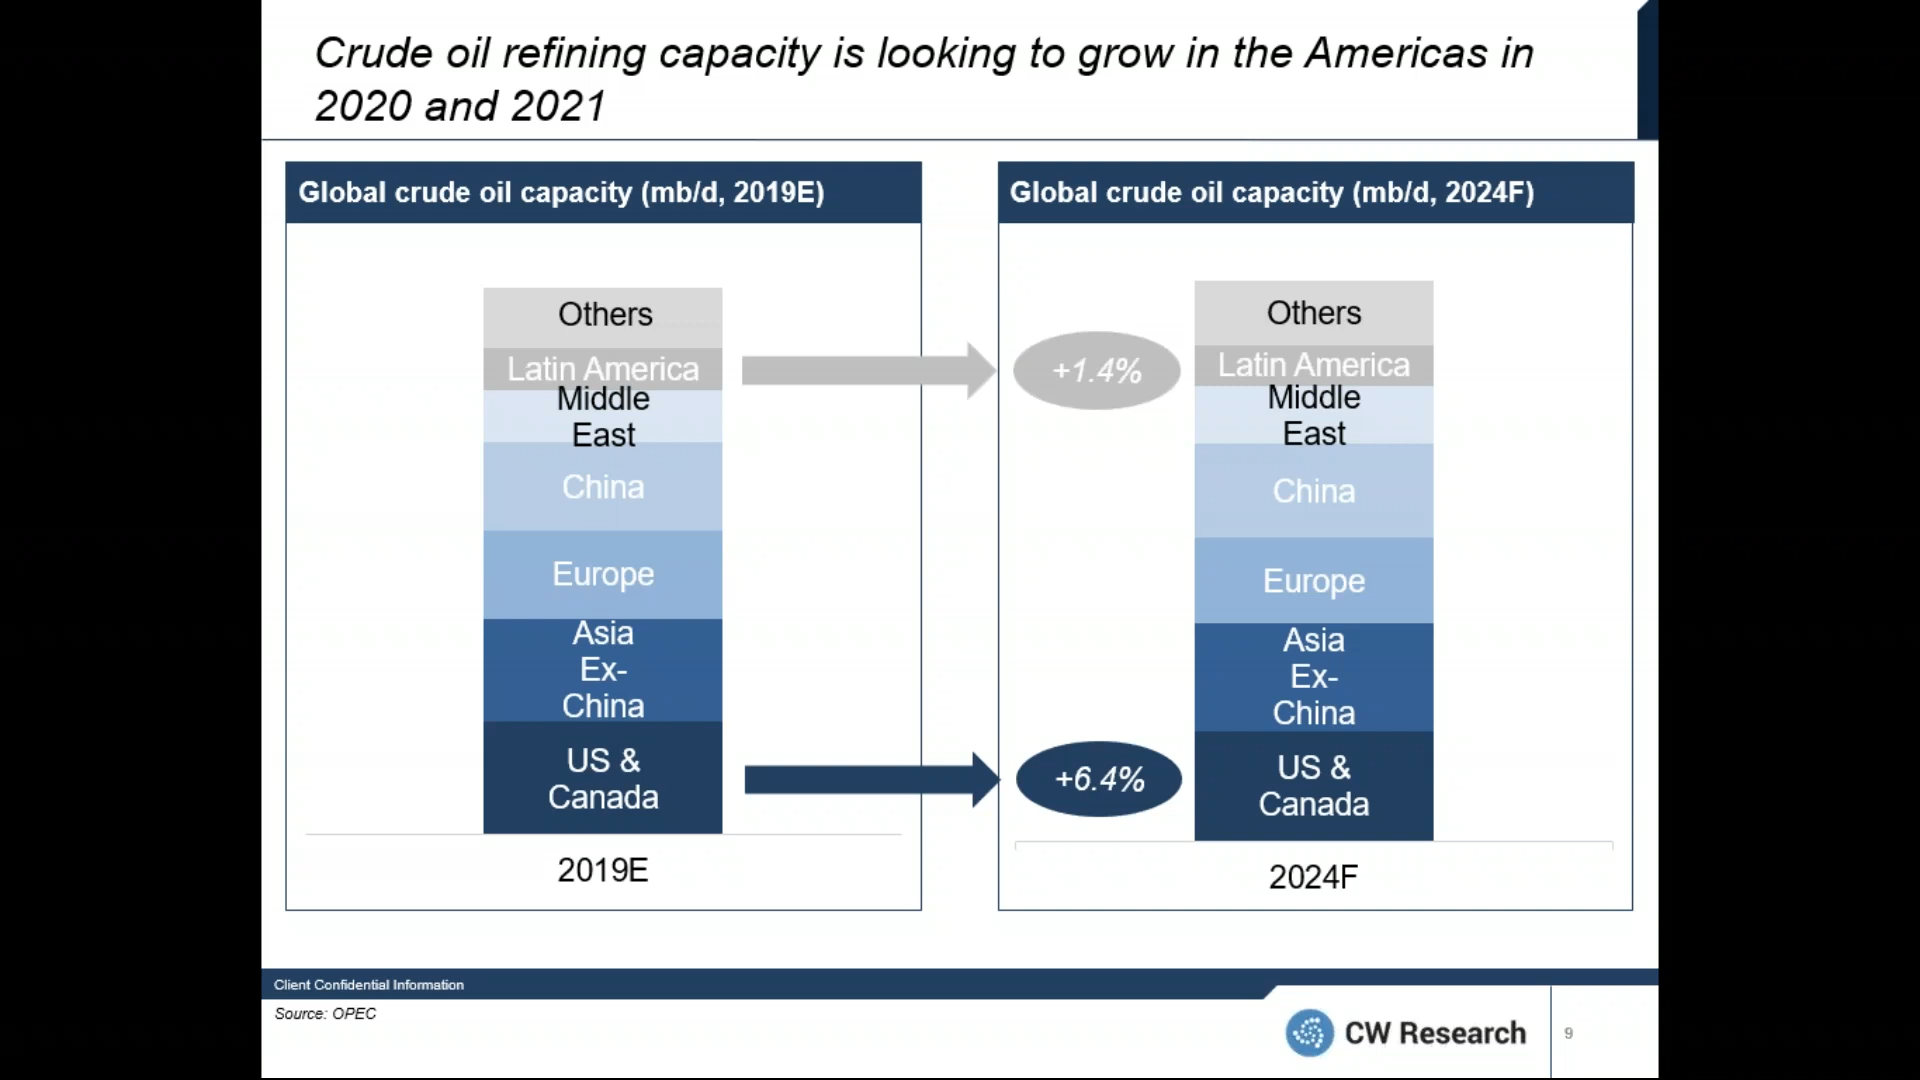 Crude oil refining capacity is looking to grow in the Americas in
2020 and 2021
Global crude oil capacity (mb/d, 2019E)
Others
Latin America
Middle
East
China
Europe
Asia
Ex-
China
US &
Canada
2019E
+1.4%
+6.4%
Global crude oil capacity (mb/d, 2024F)
Others
Latin America
Middle
East
China
Europe
Asia
Ex-
China
US &
Canada
2024F
Client Confidential Information
Source: OPEC
CW Research
9